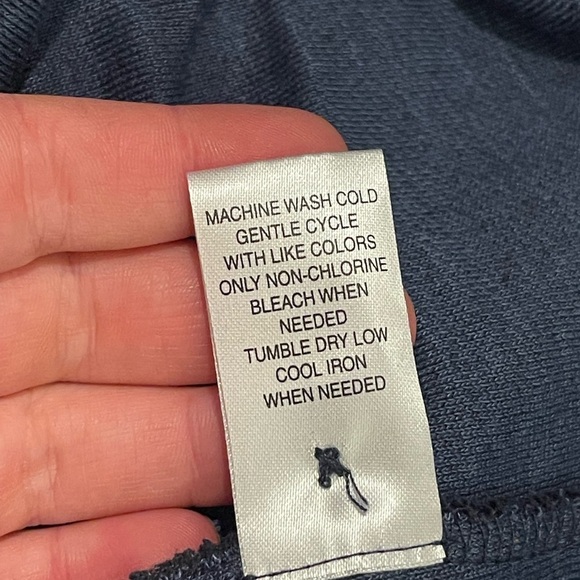 MACHINE WASH COLD
GENTLE CYCLE
WITH LIKE COLORS
ONLY NON-CHLORINE
BLEACH WHEN
NEEDED
TUMBLE DRY LOW
COOL IRON
WHEN NEEDED